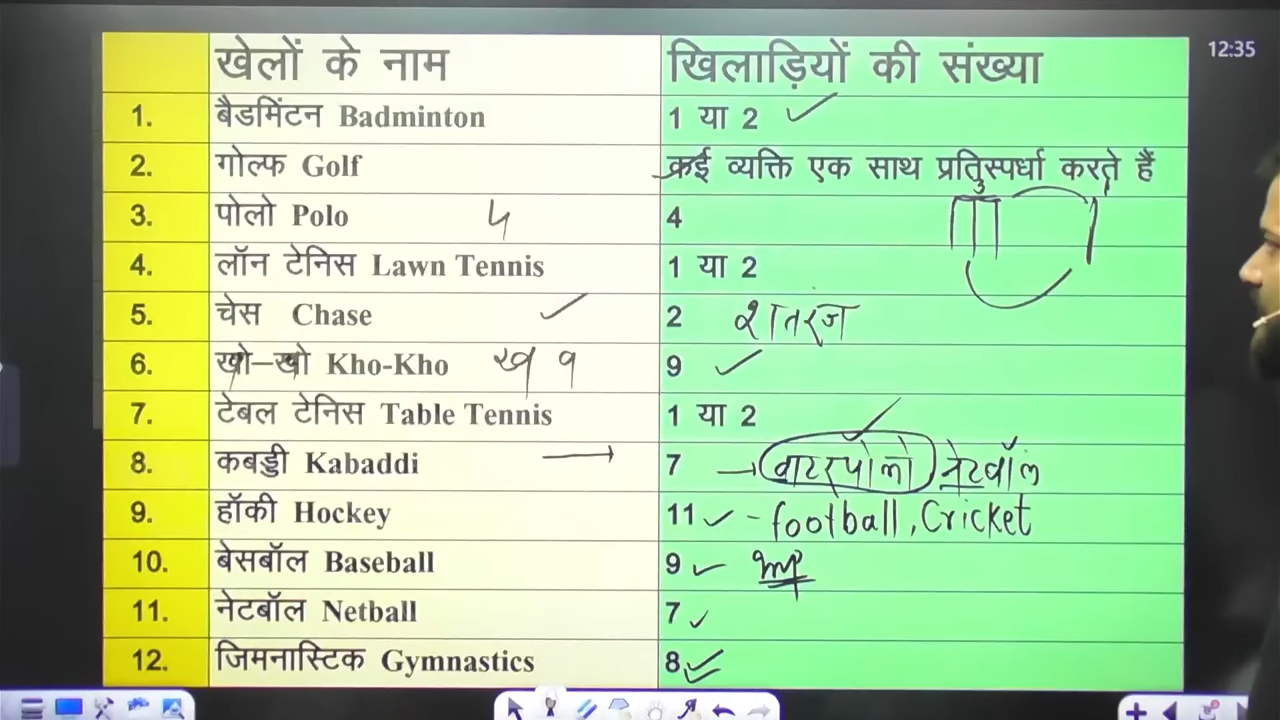 12:35
खेलों के नाम खिलाड़ियों की संख्या
1. बैडमिंटन Badminton 1 या 2
2. गोल्फ Golf कई व्यक्ति एक साथ प्रतिस्पर्धा करते हैं
3. पोलो Polo 4
4. लॉन टेनिस Lawn Tennis 1 या 2
5. चेस Chase 2 शतरंज
6. खो–खो Kho-Kho ख 9 9
7. टेबल टेनिस Table Tennis 1 या 2
8. कबड्डी Kabaddi 7 वाटरपोलो नेटवॉल
9. हॉकी Hockey 11 - football, Cricket
10. बेसबॉल Baseball 9 Imp
11. नेटबॉल Netball 7
12. जिमनास्टिक Gymnastics 8